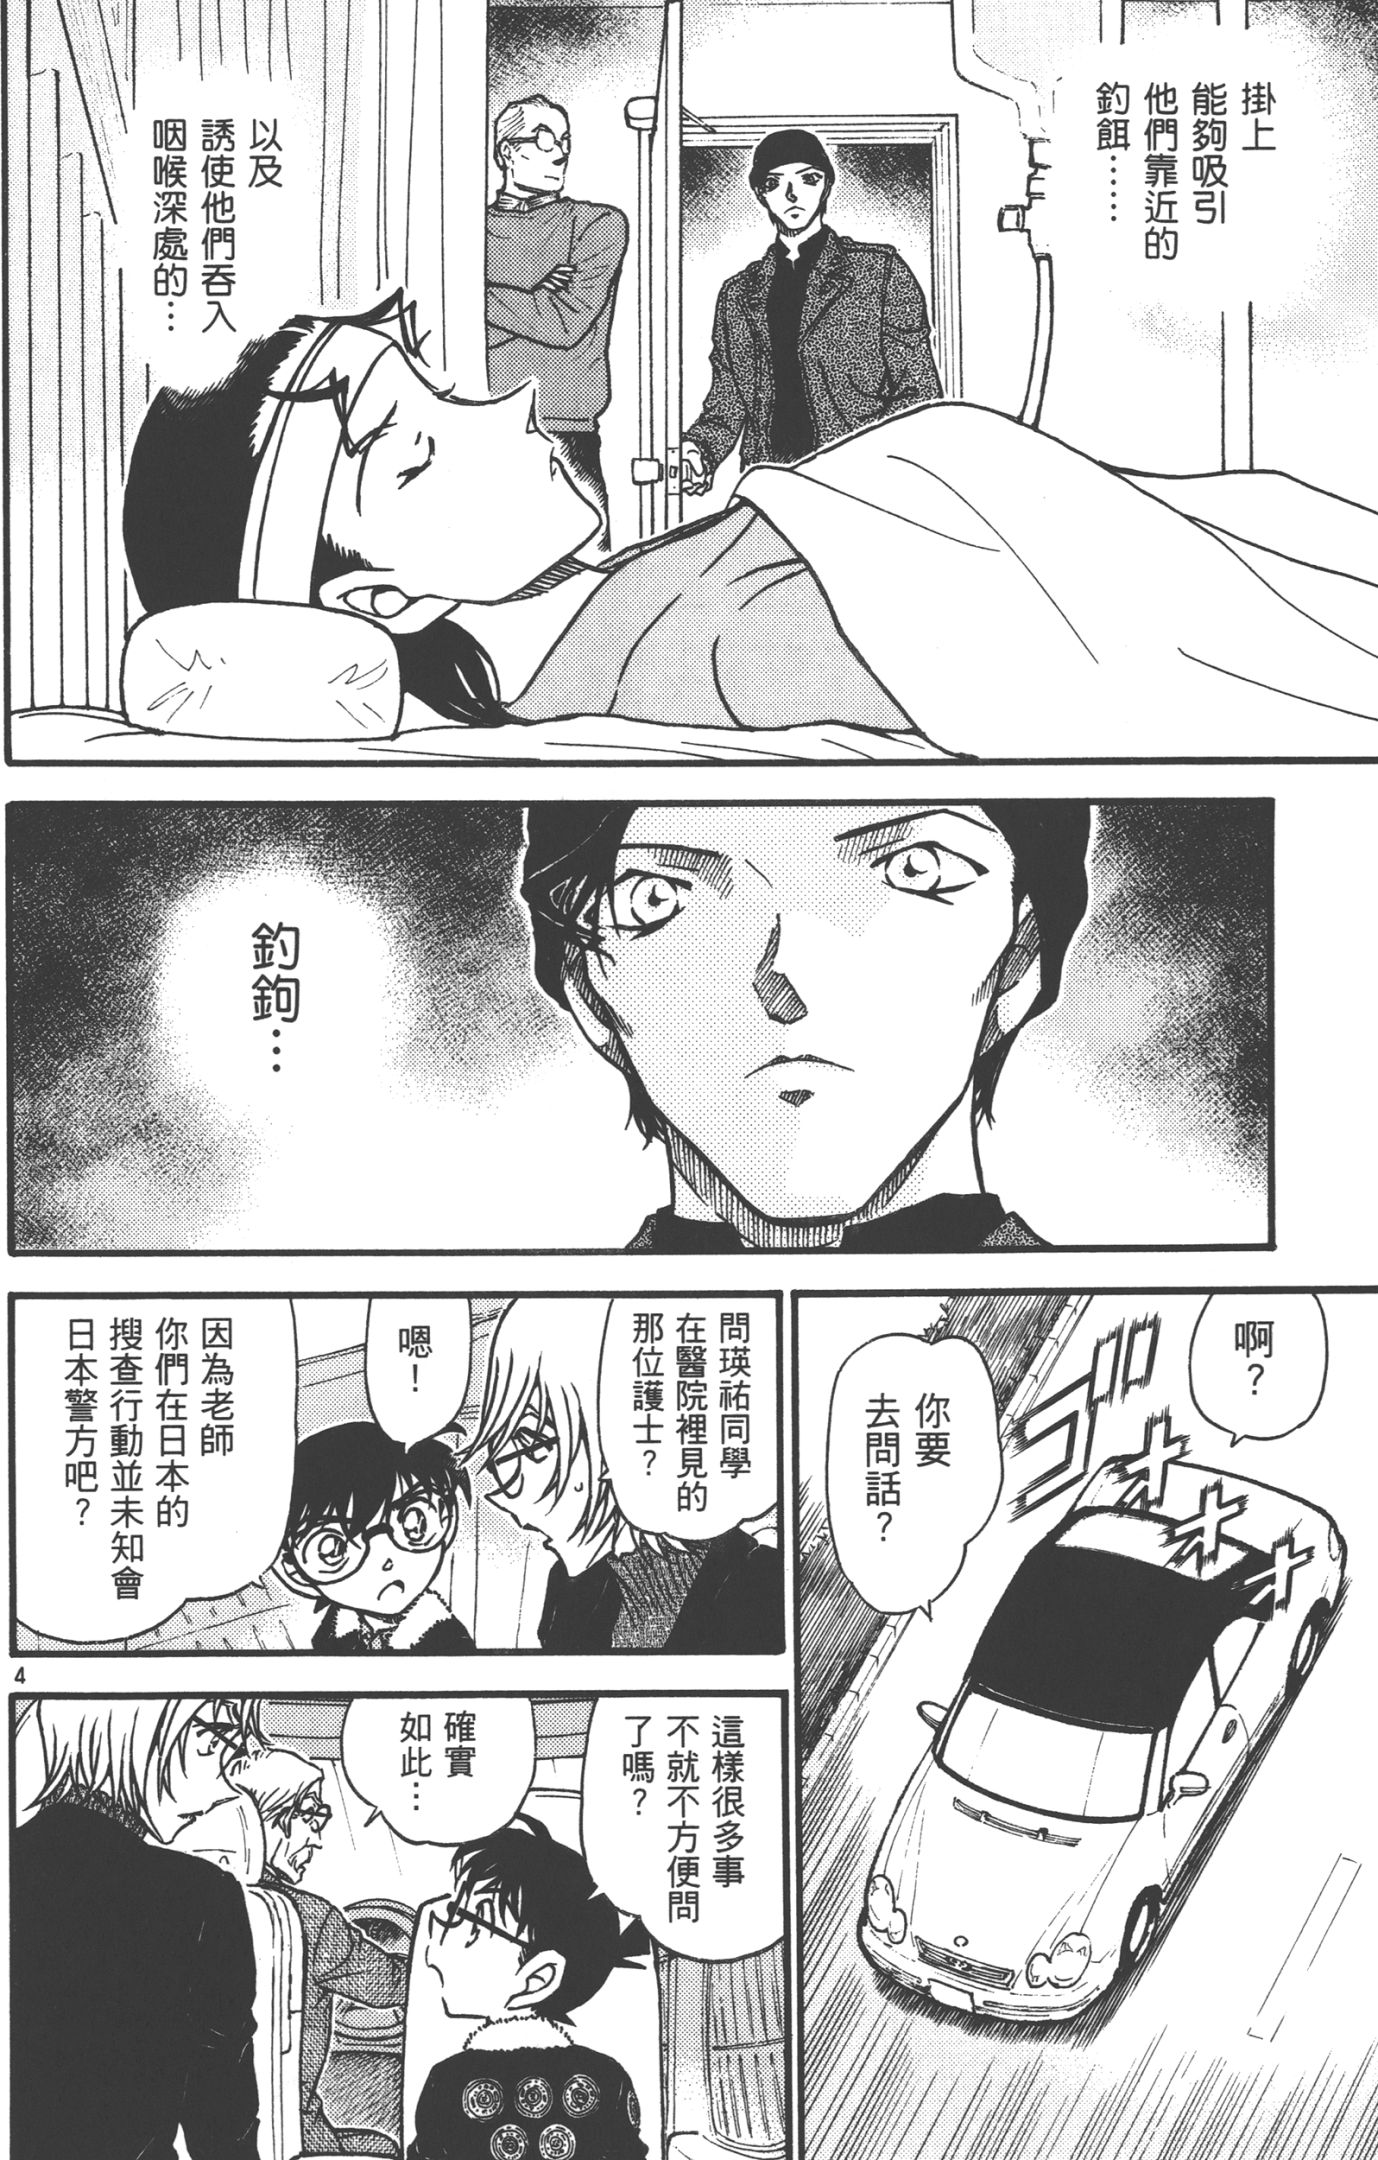 掛上
能夠吸引
他們靠近的
釣餌……
以及
誘使他們吞入
咽喉深處的…
釣鉤…
啊？
你要
去問話？
ゴオオオオ
問瑛祐同學
在醫院裡見的
那位護士？
嗯！
因為老師
你們在日本的
搜查行動並未知會
日本警方吧？
這樣很多事
不就不方便問
了嗎？
確實
如此…
4